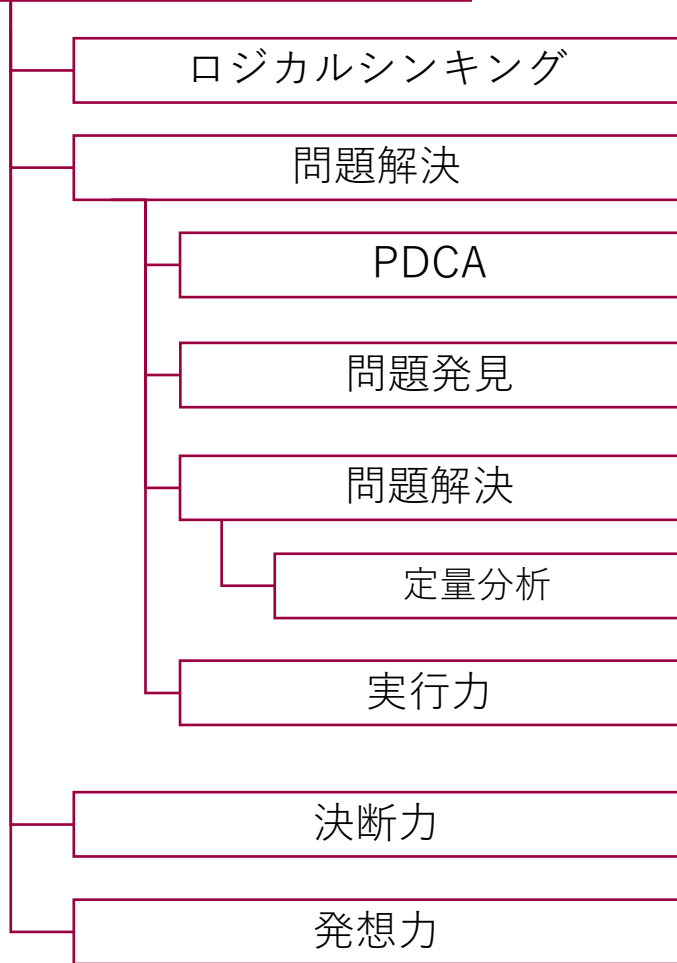 ロジカルシンキング
問題解決
PDCA
問題発見
問題解決
定量分析
実行力
決断力
発想力